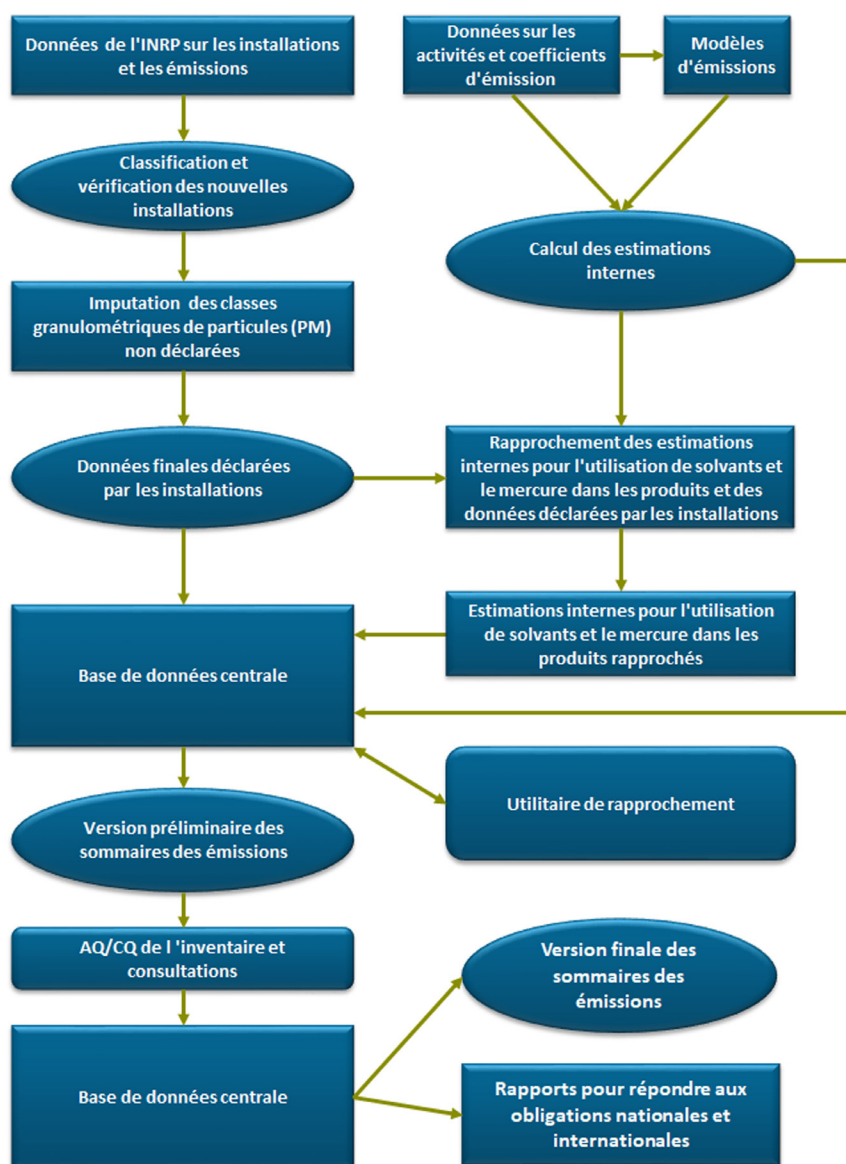 Données de l'INRP sur les installations
et les émissions
Données sur les
activités et coefficients
d'émission
Modèles
d'émissions
Classification et
vérification des nouvelles
installations
Calcul des estimations
internes
Imputation des classes
granulométriques de particules (PM)
non déclarées
Données finales déclarées
par les installations
Rapprochement des estimations
internes pour l'utilisation de solvants et
le mercure dans les produits et des
données déclarées par les installations
Estimations internes pour l'utilisation
de solvants et le mercure dans les
produits rapprochés
Base de données centrale
Utilitaire de rapprochement
Version préliminaire des
sommaires des émissions
AQ/CQ de l 'inventaire et
consultations
Version finale des
sommaires des
émissions
Base de données centrale
Rapports pour répondre aux
obligations nationales et
internationales